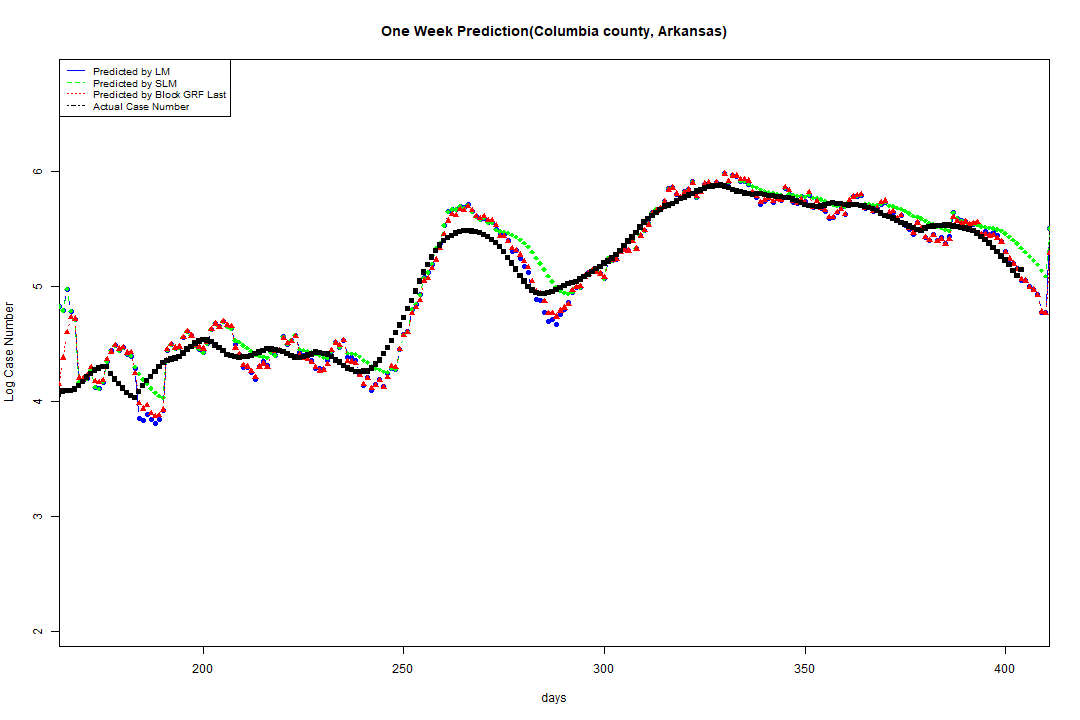 One Week Prediction(Columbia county, Arkansas)
Predicted by LM
Predicted by SLM
Predicted by Block GRF Last
Actual Case Number
6
5
4
3
2
Log Case Number
200 250 300 350 400
days